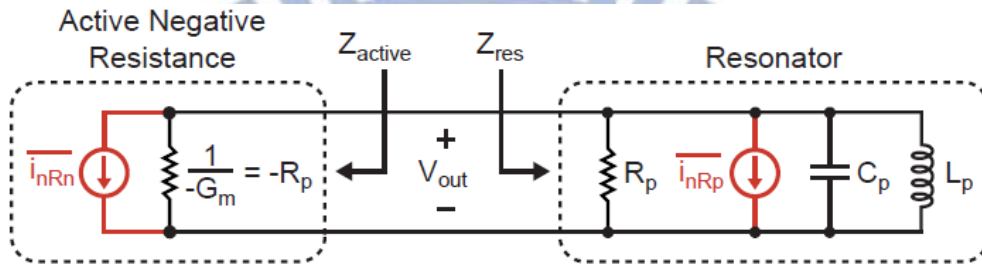 Active Negative
Resistance
Z_active
Z_res
Resonator
i_nRn
1/-G_m = -R_p
+
V_out
−
R_p
i_nRp
C_p
L_p